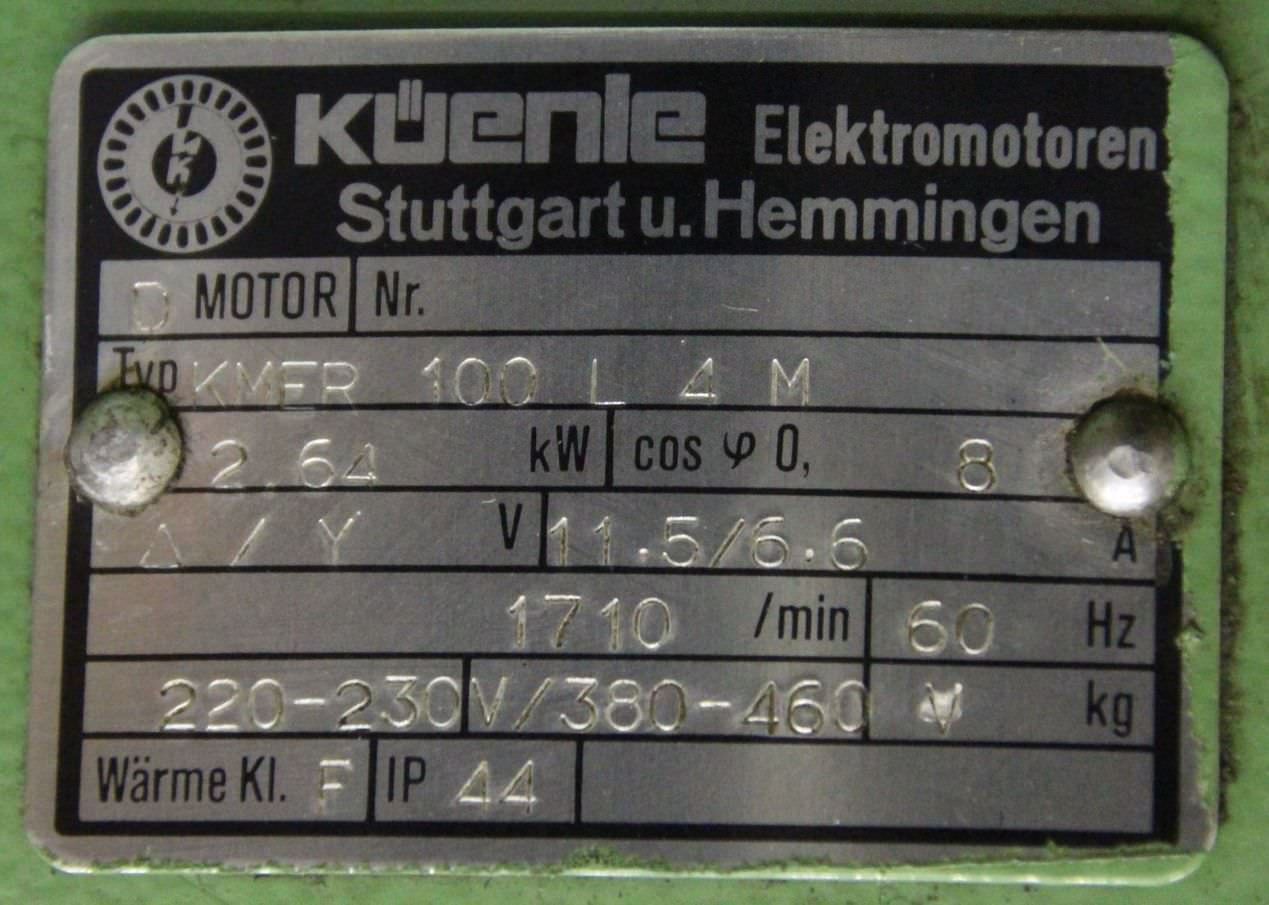 KÜENLE Elektromotoren
Stuttgart u. Hemmingen
D MOTOR Nr.
Typ KMER 100 L 4 M
2.64 kW cos φ 0, 8
Δ / Y V 11.5/6.6 A
1710 /min 60 Hz
220-230V/380-460 V kg
Wärme Kl. F IP 44